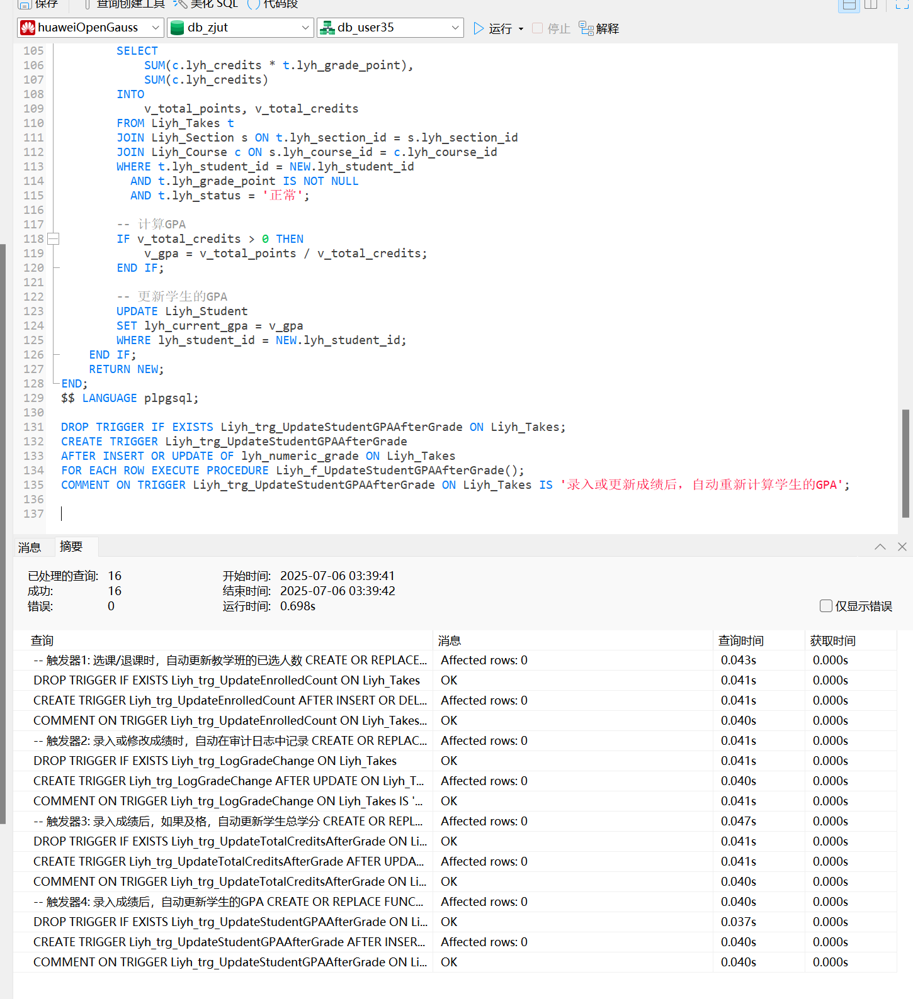 保存 查询创建工具 美化 SQL () 代码段
huaweiOpenGauss db_zjut db_user35 运行 停止 解释
105 SELECT
106 SUM(c.lyh_credits * t.lyh_grade_point),
107 SUM(c.lyh_credits)
108 INTO
109 v_total_points, v_total_credits
110 FROM Liyh_Takes t
111 JOIN Liyh_Section s ON t.lyh_section_id = s.lyh_section_id
112 JOIN Liyh_Course c ON s.lyh_course_id = c.lyh_course_id
113 WHERE t.lyh_student_id = NEW.lyh_student_id
114 AND t.lyh_grade_point IS NOT NULL
115 AND t.lyh_status = '正常';
116
117 -- 计算GPA
118 IF v_total_credits > 0 THEN
119 v_gpa = v_total_points / v_total_credits;
120 END IF;
121
122 -- 更新学生的GPA
123 UPDATE Liyh_Student
124 SET lyh_current_gpa = v_gpa
125 WHERE lyh_student_id = NEW.lyh_student_id;
126 END IF;
127 RETURN NEW;
128 END;
129 $$ LANGUAGE plpgsql;
130
131 DROP TRIGGER IF EXISTS Liyh_trg_UpdateStudentGPAAfterGrade ON Liyh_Takes;
132 CREATE TRIGGER Liyh_trg_UpdateStudentGPAAfterGrade
133 AFTER INSERT OR UPDATE OF lyh_numeric_grade ON Liyh_Takes
134 FOR EACH ROW EXECUTE PROCEDURE Liyh_f_UpdateStudentGPAAfterGrade();
135 COMMENT ON TRIGGER Liyh_trg_UpdateStudentGPAAfterGrade ON Liyh_Takes IS '录入或更新成绩后，自动重新计算学生的GPA';
136
137
消息 摘要
已处理的查询: 16 开始时间: 2025-07-06 03:39:41
成功: 16 结束时间: 2025-07-06 03:39:42
错误: 0 运行时间: 0.698s 仅显示错误
查询 消息 查询时间 获取时间
-- 触发器1: 选课/退课时，自动更新教学班的已选人数 CREATE OR REPLACE... Affected rows: 0 0.043s 0.000s
DROP TRIGGER IF EXISTS Liyh_trg_UpdateEnrolledCount ON Liyh_Takes OK 0.041s 0.000s
CREATE TRIGGER Liyh_trg_UpdateEnrolledCount AFTER INSERT OR DEL... Affected rows: 0 0.041s 0.000s
COMMENT ON TRIGGER Liyh_trg_UpdateEnrolledCount ON Liyh_Takes... OK 0.040s 0.000s
-- 触发器2: 录入或修改成绩时，自动在审计日志中记录 CREATE OR REPLAC... Affected rows: 0 0.041s 0.000s
DROP TRIGGER IF EXISTS Liyh_trg_LogGradeChange ON Liyh_Takes OK 0.041s 0.000s
CREATE TRIGGER Liyh_trg_LogGradeChange AFTER UPDATE ON Liyh_T... Affected rows: 0 0.040s 0.000s
COMMENT ON TRIGGER Liyh_trg_LogGradeChange ON Liyh_Takes IS '... OK 0.041s 0.000s
-- 触发器3: 录入成绩后，如果及格，自动更新学生总学分 CREATE OR REPL... Affected rows: 0 0.047s 0.000s
DROP TRIGGER IF EXISTS Liyh_trg_UpdateTotalCreditsAfterGrade ON Li... OK 0.041s 0.000s
CREATE TRIGGER Liyh_trg_UpdateTotalCreditsAfterGrade AFTER UPDA... Affected rows: 0 0.041s 0.000s
COMMENT ON TRIGGER Liyh_trg_UpdateTotalCreditsAfterGrade ON Li... OK 0.040s 0.000s
-- 触发器4: 录入成绩后，自动更新学生的GPA CREATE OR REPLACE FUNC... Affected rows: 0 0.040s 0.000s
DROP TRIGGER IF EXISTS Liyh_trg_UpdateStudentGPAAfterGrade ON Li... OK 0.037s 0.000s
CREATE TRIGGER Liyh_trg_UpdateStudentGPAAfterGrade AFTER INSER... Affected rows: 0 0.040s 0.000s
COMMENT ON TRIGGER Liyh_trg_UpdateStudentGPAAfterGrade ON Li... OK 0.040s 0.000s